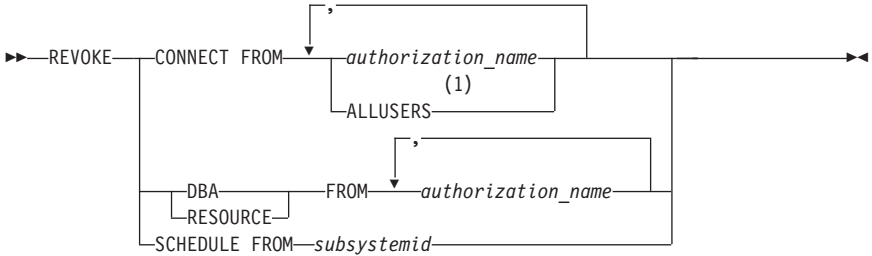 ,
REVOKE CONNECT FROM authorization_name
(1)
ALLUSERS
,
DBA FROM authorization_name
RESOURCE
SCHEDULE FROM subsystemid